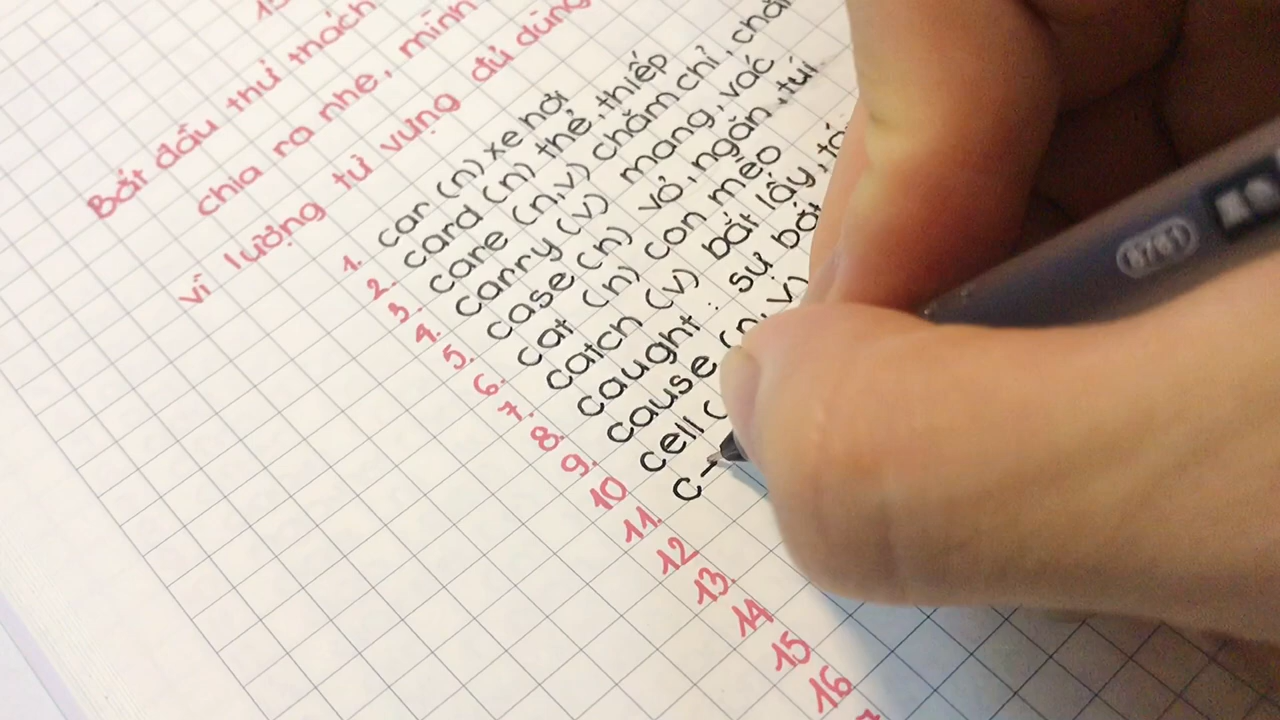 15
Bắt đầu thử thách
chia ra nhé, mình
vì lượng từ vựng đủ dùng
1. car (n) xe hơi
2. card (n) thẻ, thiếp
3. care (n,v) chăm chỉ, chăm
4. carry (v) mang, vác
5. case (n) vỏ, ngăn, túi
6. cat (n) con mèo
7. catch (v) bắt lấy,
8. caught: sự bắt
9. cause (n, v)
10 cell
11. c
12
13.
14
15
16